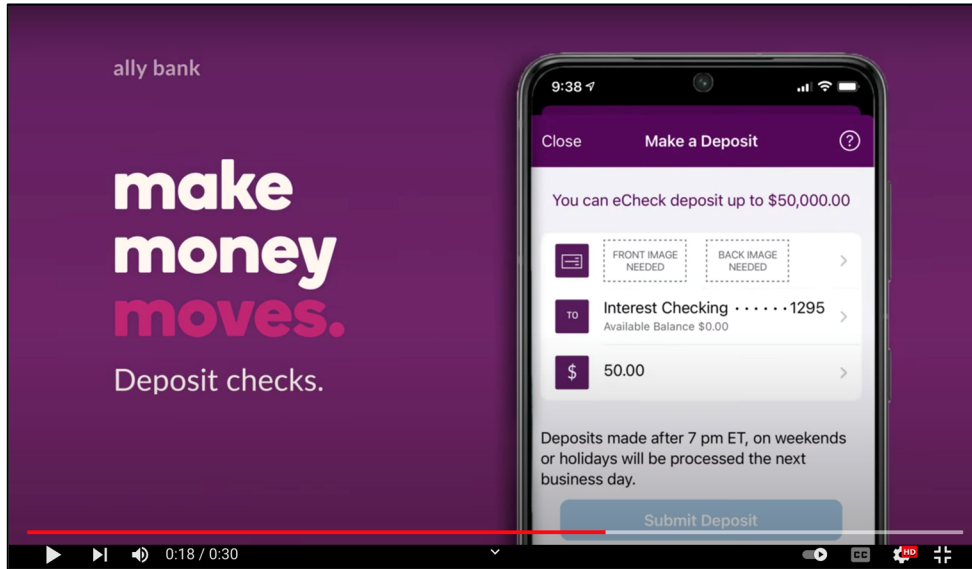 ally bank
make
money
moves.
Deposit checks.
9:38
Close Make a Deposit ?
You can eCheck deposit up to $50,000.00
FRONT IMAGE
NEEDED
BACK IMAGE
NEEDED
TO
Interest Checking ······1295
Available Balance $0.00
$ 50.00
Deposits made after 7 pm ET, on weekends
or holidays will be processed the next
business day.
Submit Deposit
0:18 / 0:30
CC
HD